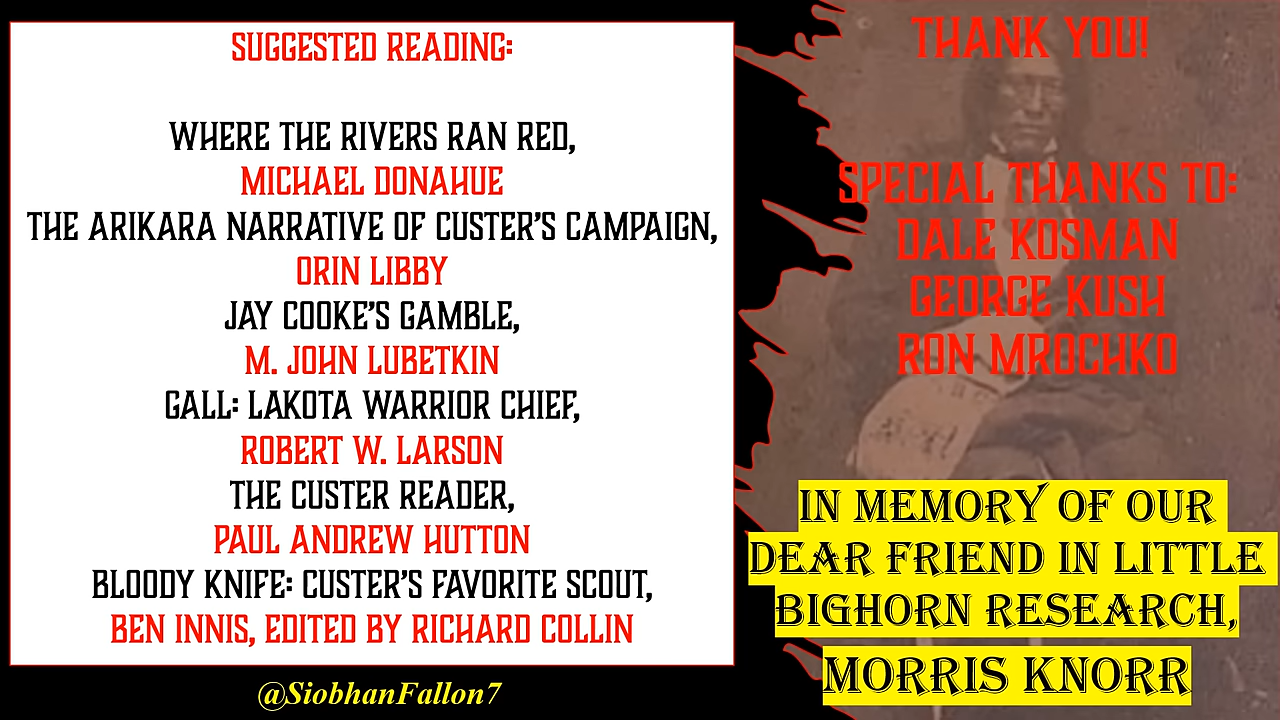 SUGGESTED READING:
WHERE THE RIVERS RAN RED,
MICHAEL DONAHUE
THE ARIKARA NARRATIVE OF CUSTER'S CAMPAIGN,
ORIN LIBBY
JAY COOKE'S GAMBLE,
M. JOHN LUBETKIN
GALL: LAKOTA WARRIOR CHIEF,
ROBERT W. LARSON
THE CUSTER READER,
PAUL ANDREW HUTTON
BLOODY KNIFE: CUSTER'S FAVORITE SCOUT,
BEN INNIS, EDITED BY RICHARD COLLIN
@SiobhanFallon7
THANK YOU!
SPECIAL THANKS TO:
DALE KOSMAN
GEORGE KUSH
RON MROCHKO
IN MEMORY OF OUR
DEAR FRIEND IN LITTLE
BIGHORN RESEARCH,
MORRIS KNORR